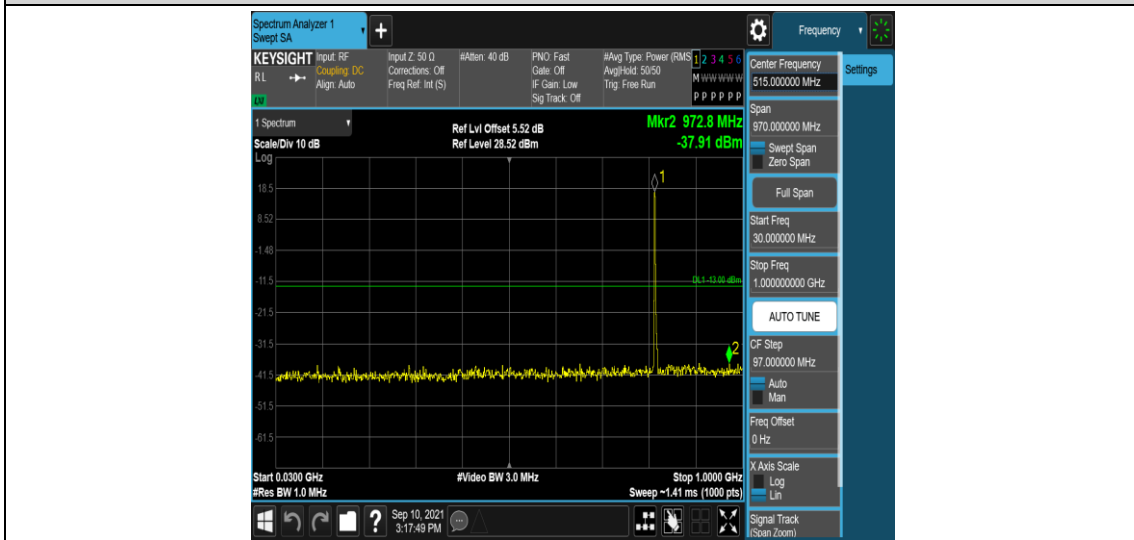 Spectrum Analyzer 1
Swept SA
+
Frequency
KEYSIGHT
RL
LXI
Input: RF
Coupling: DC
Align: Auto
Input Z: 50 Ω
Corrections: Off
Freq Ref: Int (S)
#Atten: 40 dB
PNO: Fast
Gate: Off
IF Gain: Low
Sig Track: Off
#Avg Type: Power (RMS
Avg|Hold: 50/50
Trig: Free Run
1 2 3 4 5 6
M W W W W W
P P P P P P
Center Frequency
515.000000 MHz
Settings
1 Spectrum
Scale/Div 10 dB
Ref Lvl Offset 5.52 dB
Ref Level 28.52 dBm
Mkr2 972.8 MHz
-37.91 dBm
Log
18.5
8.52
-1.48
-11.5
-21.5
-31.5
-41.5
-51.5
-61.5
1
DL1 -13.00 dBm
2
Start 0.0300 GHz
#Res BW 1.0 MHz
#Video BW 3.0 MHz
Stop 1.0000 GHz
Sweep ~1.41 ms (1000 pts)
Span
970.000000 MHz
Swept Span
Zero Span
Full Span
Start Freq
30.000000 MHz
Stop Freq
1.000000000 GHz
AUTO TUNE
CF Step
97.000000 MHz
Auto
Man
Freq Offset
0 Hz
X Axis Scale
Log
Lin
Signal Track
(Span Zoom)
?
Sep 10, 2021
3:17:49 PM